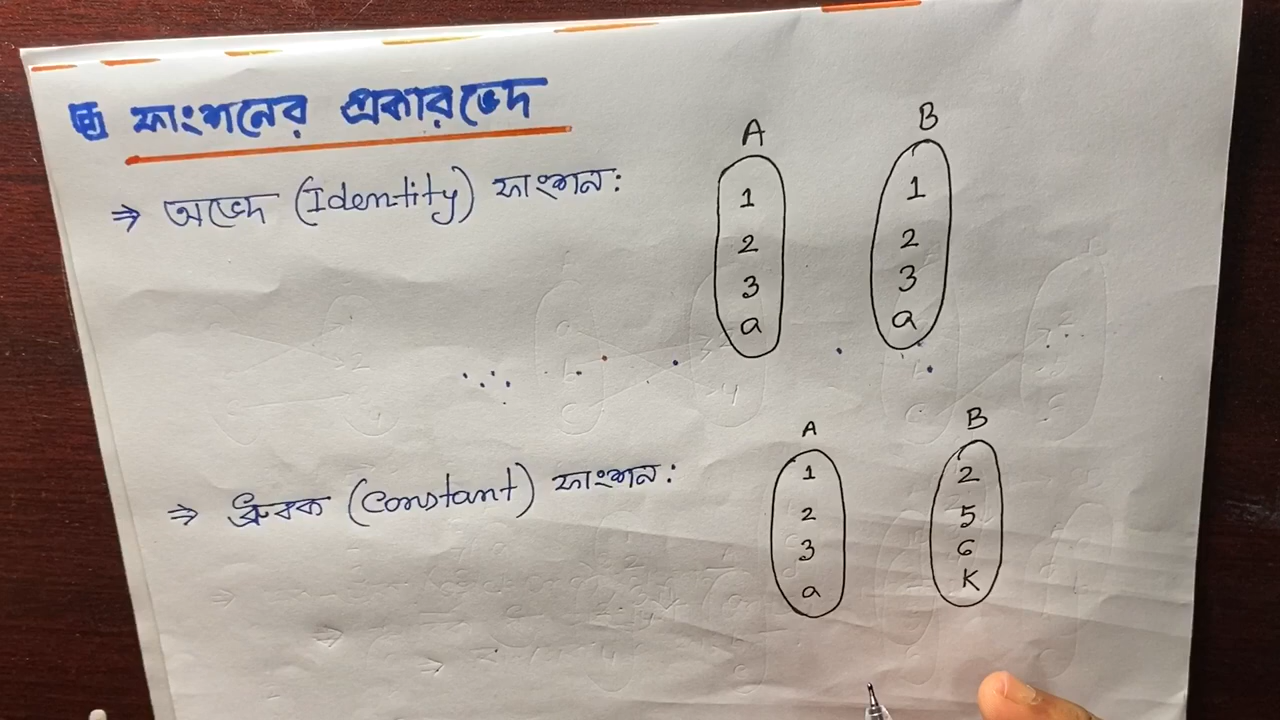 ফাংশনের প্রকারভেদ
⇒ অভেদ (Identity) ফাংশন:
A B
1 1
2 2
3 3
a a
⇒ ধ্রুবক (Constant) ফাংশন:
A B
1 2
2 5
3 6
a K